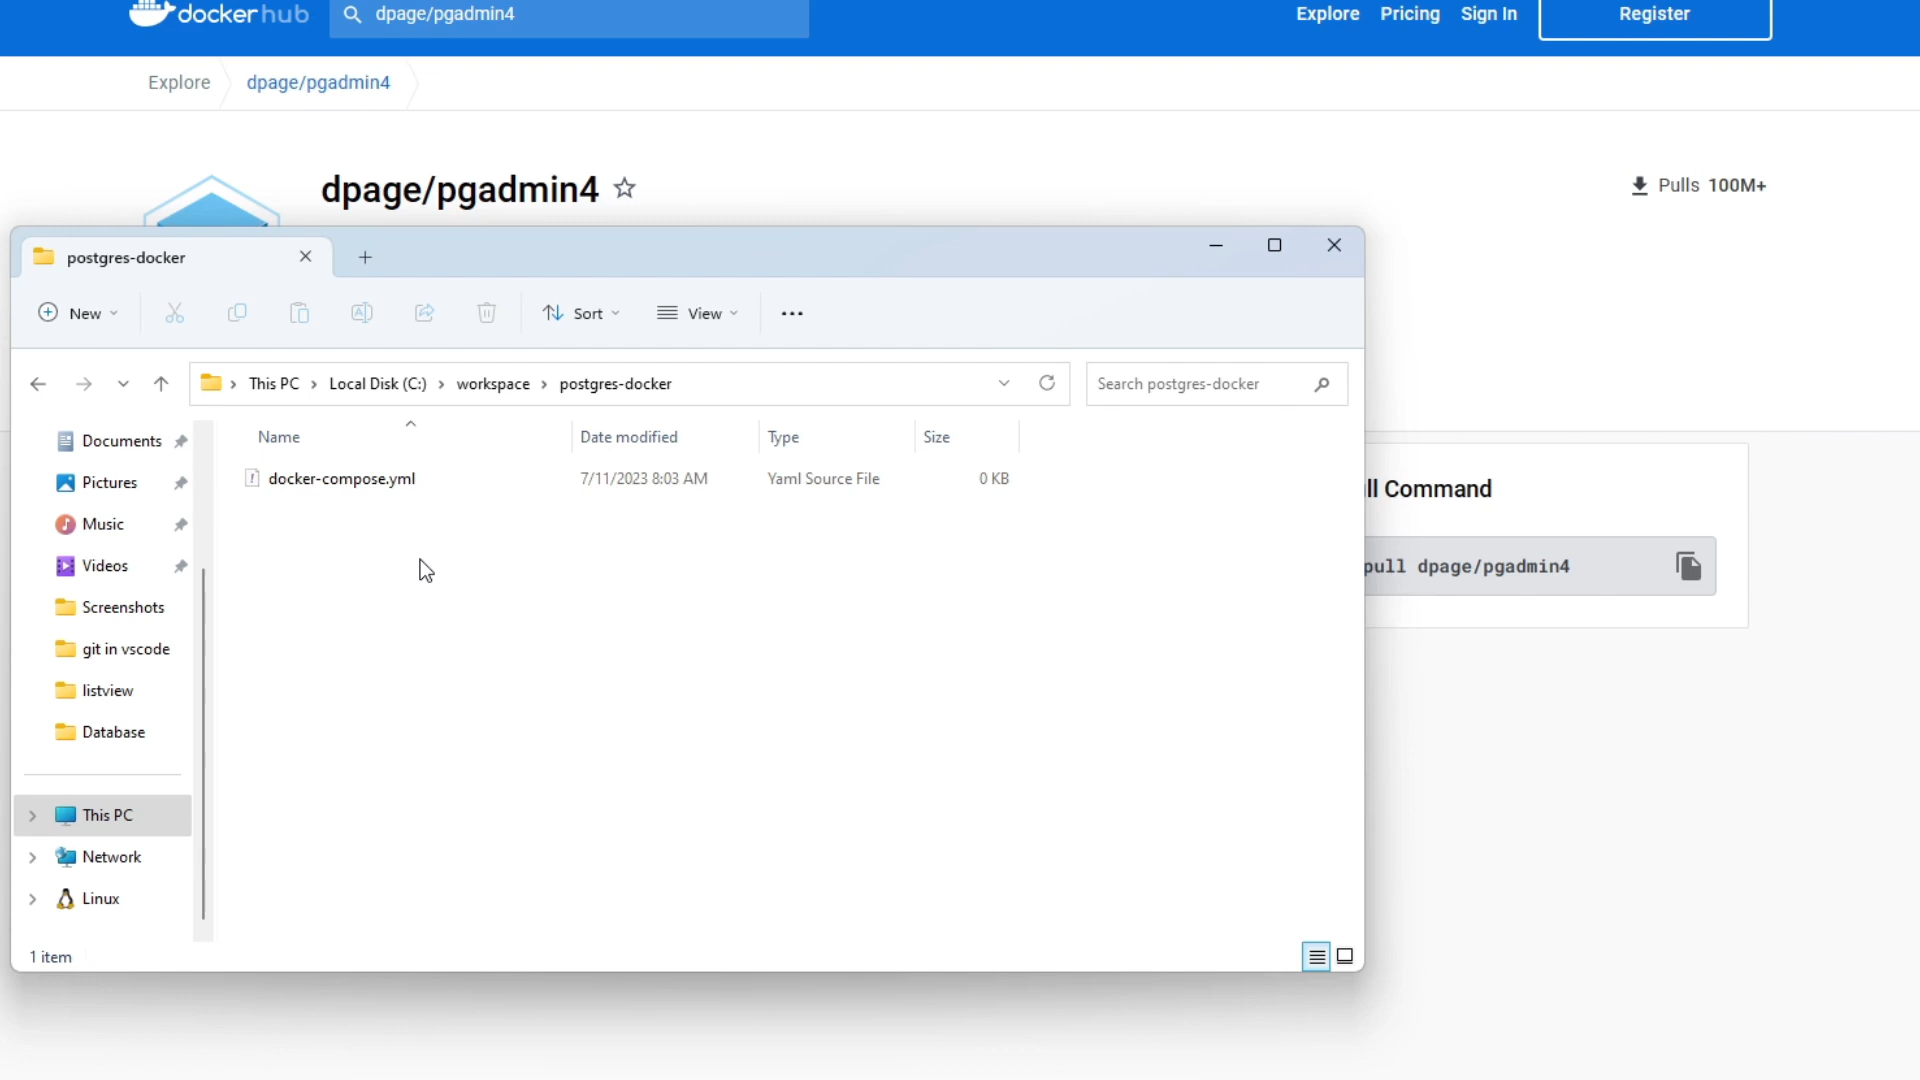 docker hub
dpage/pgadmin4
Explore Pricing Sign In Register
Explore dpage/pgadmin4
dpage/pgadmin4
Pulls 100M+
postgres-docker
New Sort View
This PC Local Disk (C:) workspace postgres-docker
Search postgres-docker
Name Date modified Type Size
docker-compose.yml 7/11/2023 8:03 AM Yaml Source File 0 KB
Documents
Pictures
Music
Videos
Screenshots
git in vscode
listview
Database
This PC
Network
Linux
1 item
ll Command
pull dpage/pgadmin4